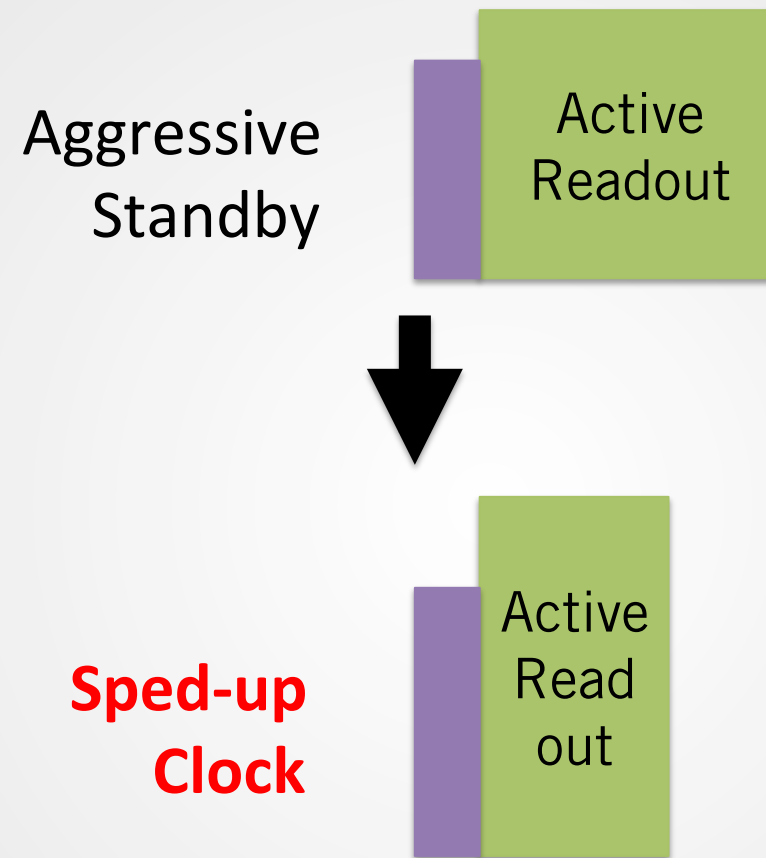 Aggressive
Standby
Active
Readout
Sped-up
Clock
Active
Read
out